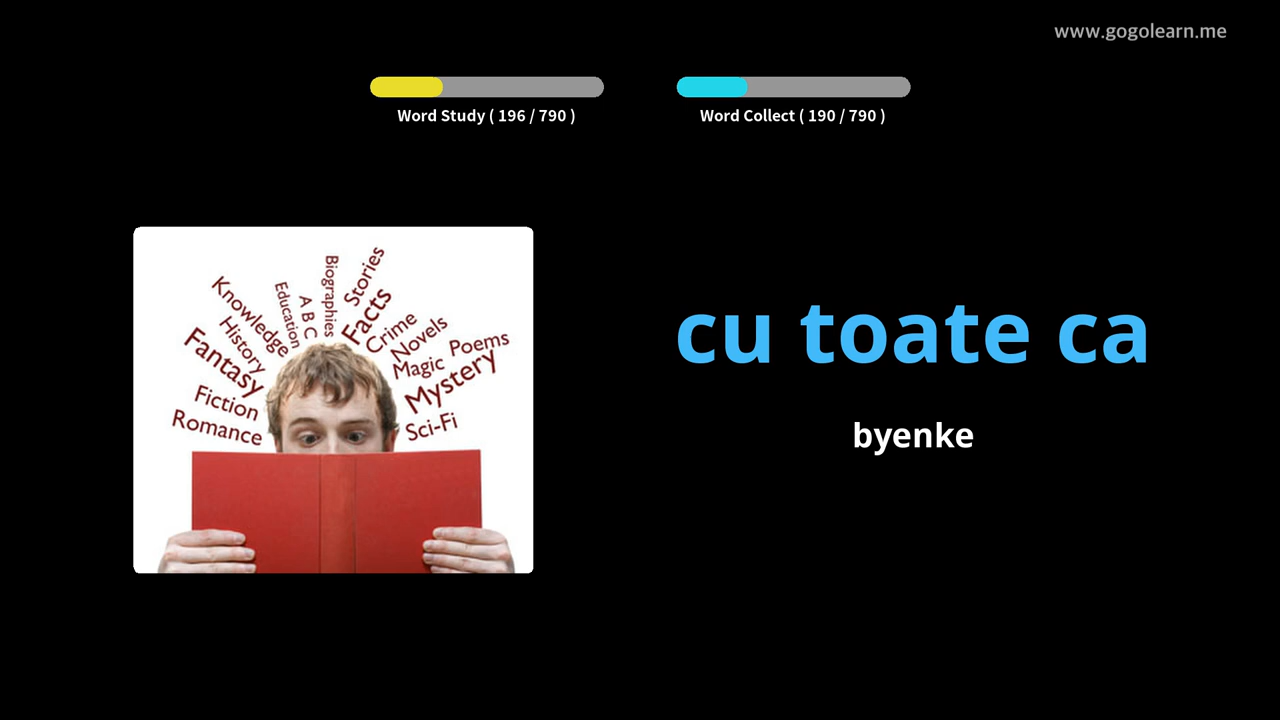 www.gogolearn.me
Word Study ( 196 / 790 )
Word Collect ( 190 / 790 )
Biographies
Stories
Education
A B C
Facts
Knowledge
History
Crime
Novels
Poems
Fantasy
Magic
Mystery
Fiction
Romance
Sci-Fi
cu toate ca
byenke